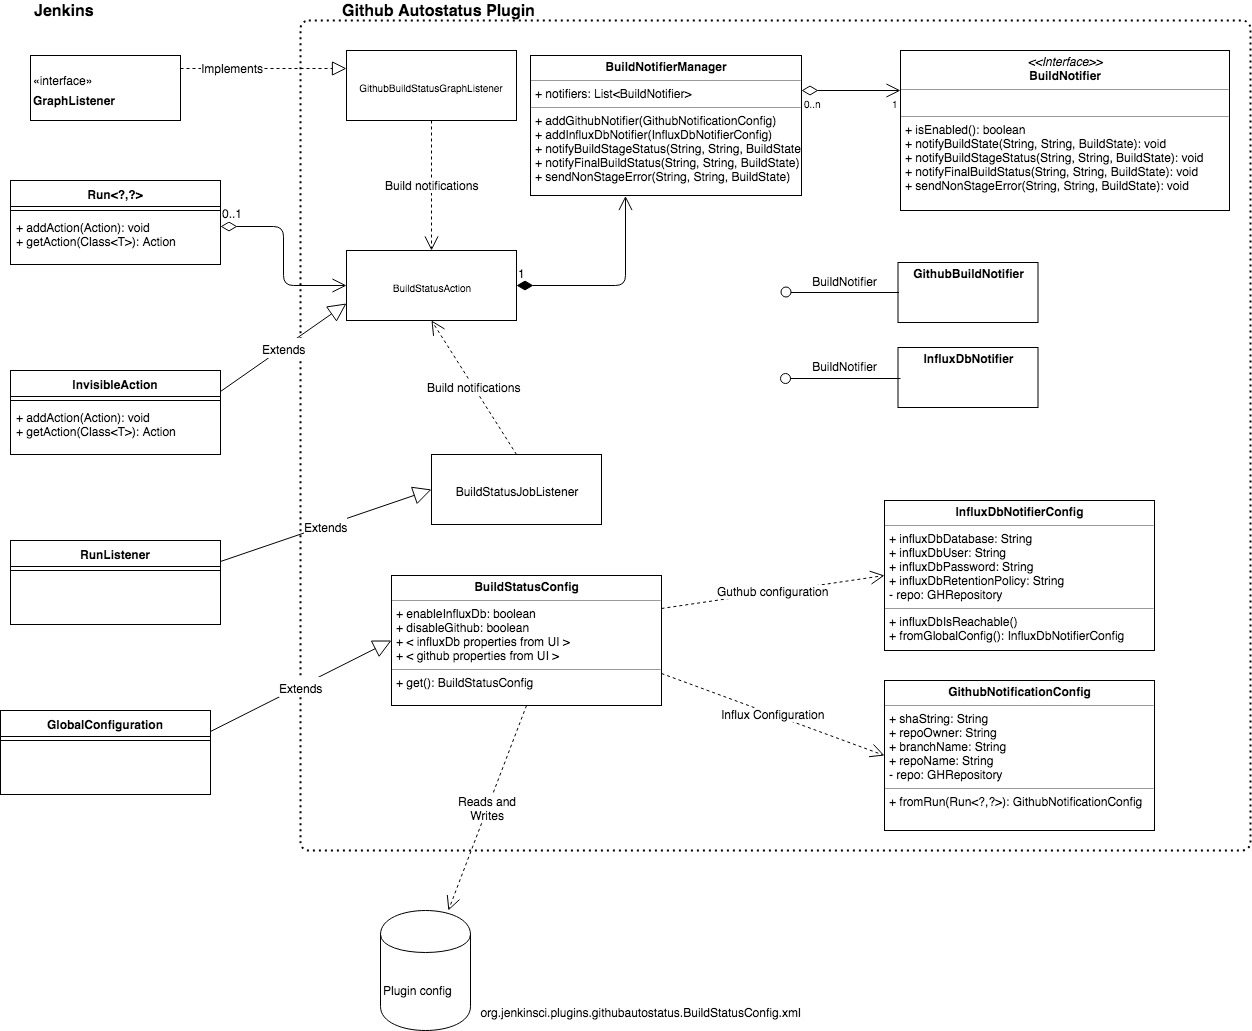 Jenkins
Github Autostatus Plugin
«interface»
GraphListener
Implements
GithubBuildStatusGraphListener
BuildNotifierManager
+ notifiers: List<BuildNotifier>
+ addGithubNotifier(GithubNotificationConfig)
+ addInfluxDbNotifier(InfluxDbNotifierConfig)
+ notifyBuildStageStatus(String, String, BuildState
+ notifyFinalBuildStatus(String, String, BuildState)
+ sendNonStageError(String, String, BuildState)
0..n
1
<<Interface>>
BuildNotifier
+ isEnabled(): boolean
+ notifyBuildState(String, String, BuildState): void
+ notifyBuildStageStatus(String, String, BuildState): void
+ notifyFinalBuildStatus(String, String, BuildState): void
+ sendNonStageError(String, String, BuildState): void
Build notifications
Run<?,?>
+ addAction(Action): void
+ getAction(Class<T>): Action
0..1
BuildStatusAction
1
BuildNotifier
GithubBuildNotifier
BuildNotifier
InfluxDbNotifier
Extends
InvisibleAction
+ addAction(Action): void
+ getAction(Class<T>): Action
Build notifications
BuildStatusJobListener
Extends
RunListener
BuildStatusConfig
+ enableInfluxDb: boolean
+ disableGithub: boolean
+ < influxDb properties from UI >
+ < github properties from UI >
+ get(): BuildStatusConfig
Guthub configuration
InfluxDbNotifierConfig
+ influxDbDatabase: String
+ influxDbUser: String
+ influxDbPassword: String
+ influxDbRetentionPolicy: String
- repo: GHRepository
+ influxDbIsReachable()
+ fromGlobalConfig(): InfluxDbNotifierConfig
Extends
GlobalConfiguration
Influx Configuration
GithubNotificationConfig
+ shaString: String
+ repoOwner: String
+ branchName: String
+ repoName: String
- repo: GHRepository
+ fromRun(Run<?,?>): GithubNotificationConfig
Reads and
Writes
Plugin config
org.jenkinsci.plugins.githubautostatus.BuildStatusConfig.xml